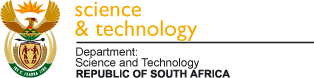 science
& technology
Department:
Science and Technology
REPUBLIC OF SOUTH AFRICA